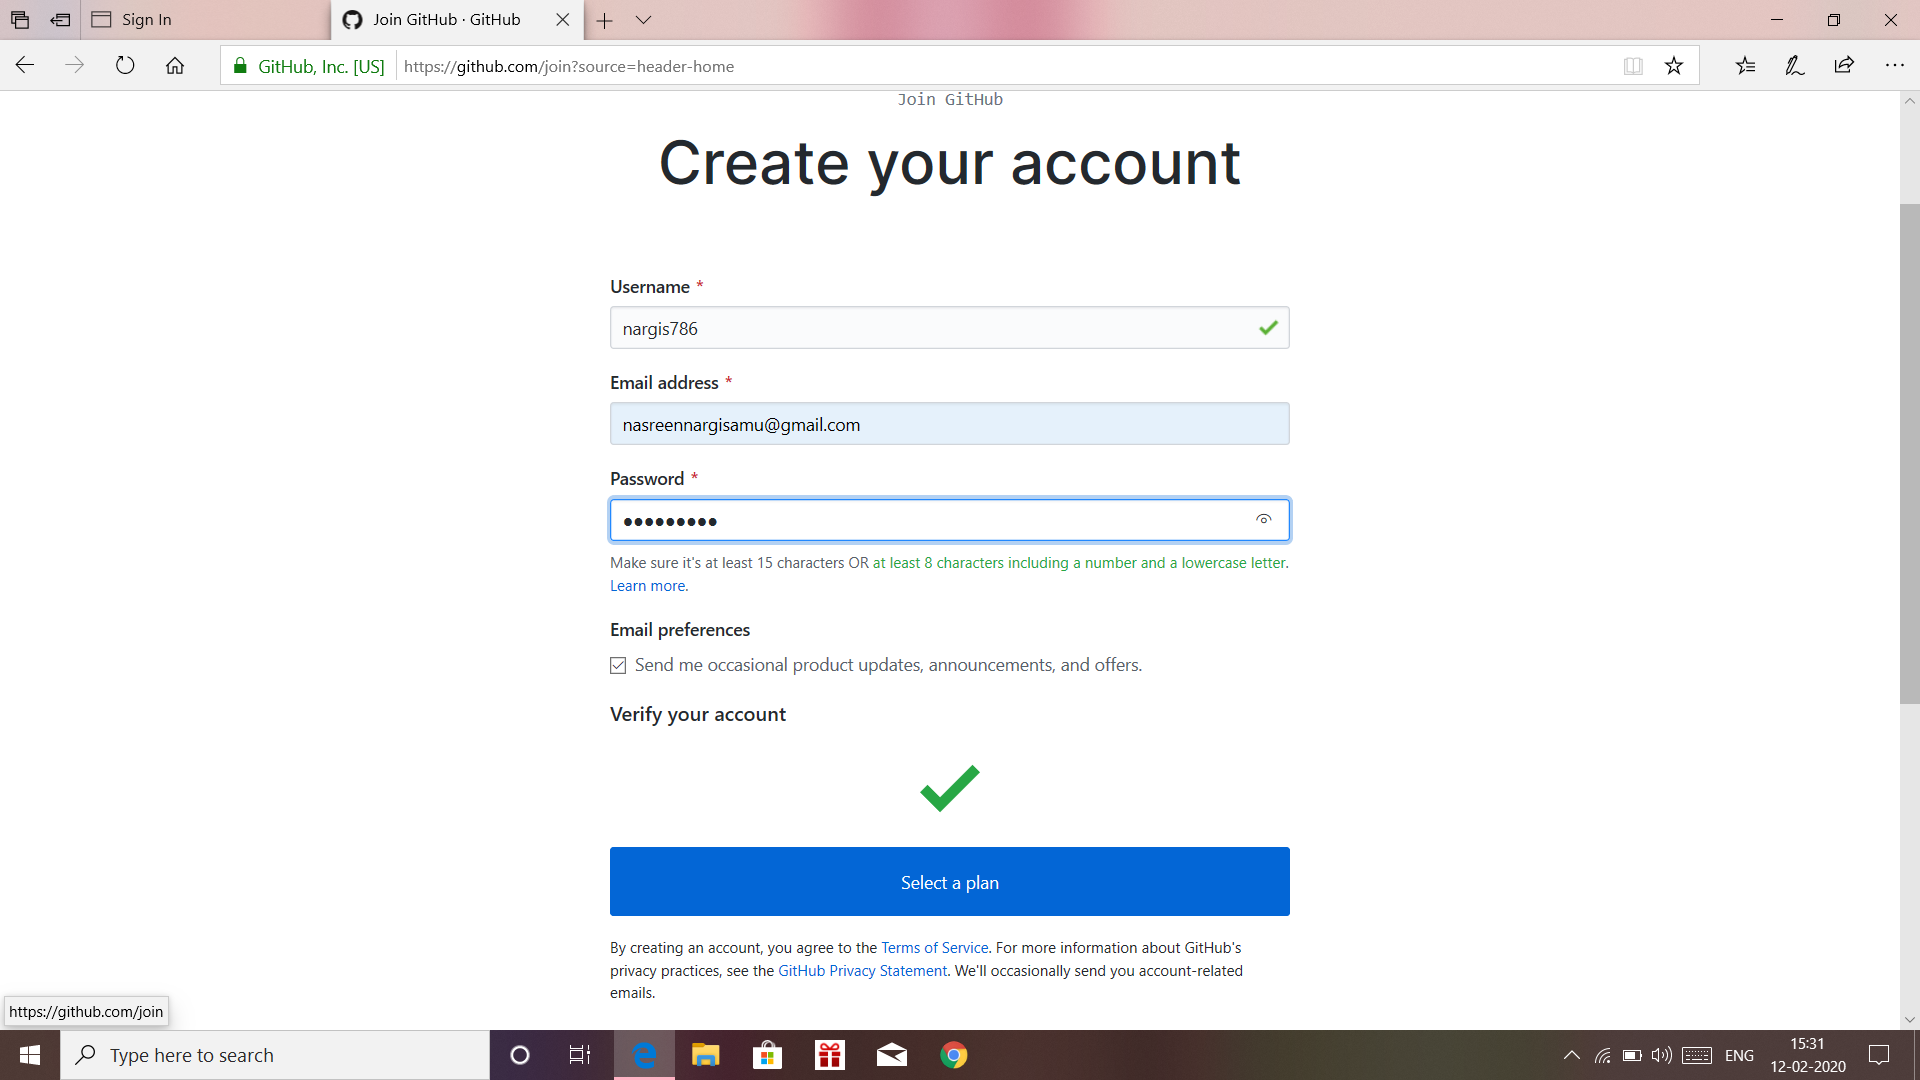 Sign In
Join GitHub · GitHub
GitHub, Inc. [US]
https://github.com/join?source=header-home
Join GitHub
Create your account
Username *
nargis786
Email address *
nasreennargisamu@gmail.com
Password *
●●●●●●●●●
Make sure it's at least 15 characters OR at least 8 characters including a number and a lowercase letter.
Learn more.
Email preferences
Send me occasional product updates, announcements, and offers.
Verify your account
Select a plan
By creating an account, you agree to the Terms of Service. For more information about GitHub's
privacy practices, see the GitHub Privacy Statement. We'll occasionally send you account-related
emails.
https://github.com/join
Type here to search
ENG
15:31
12-02-2020